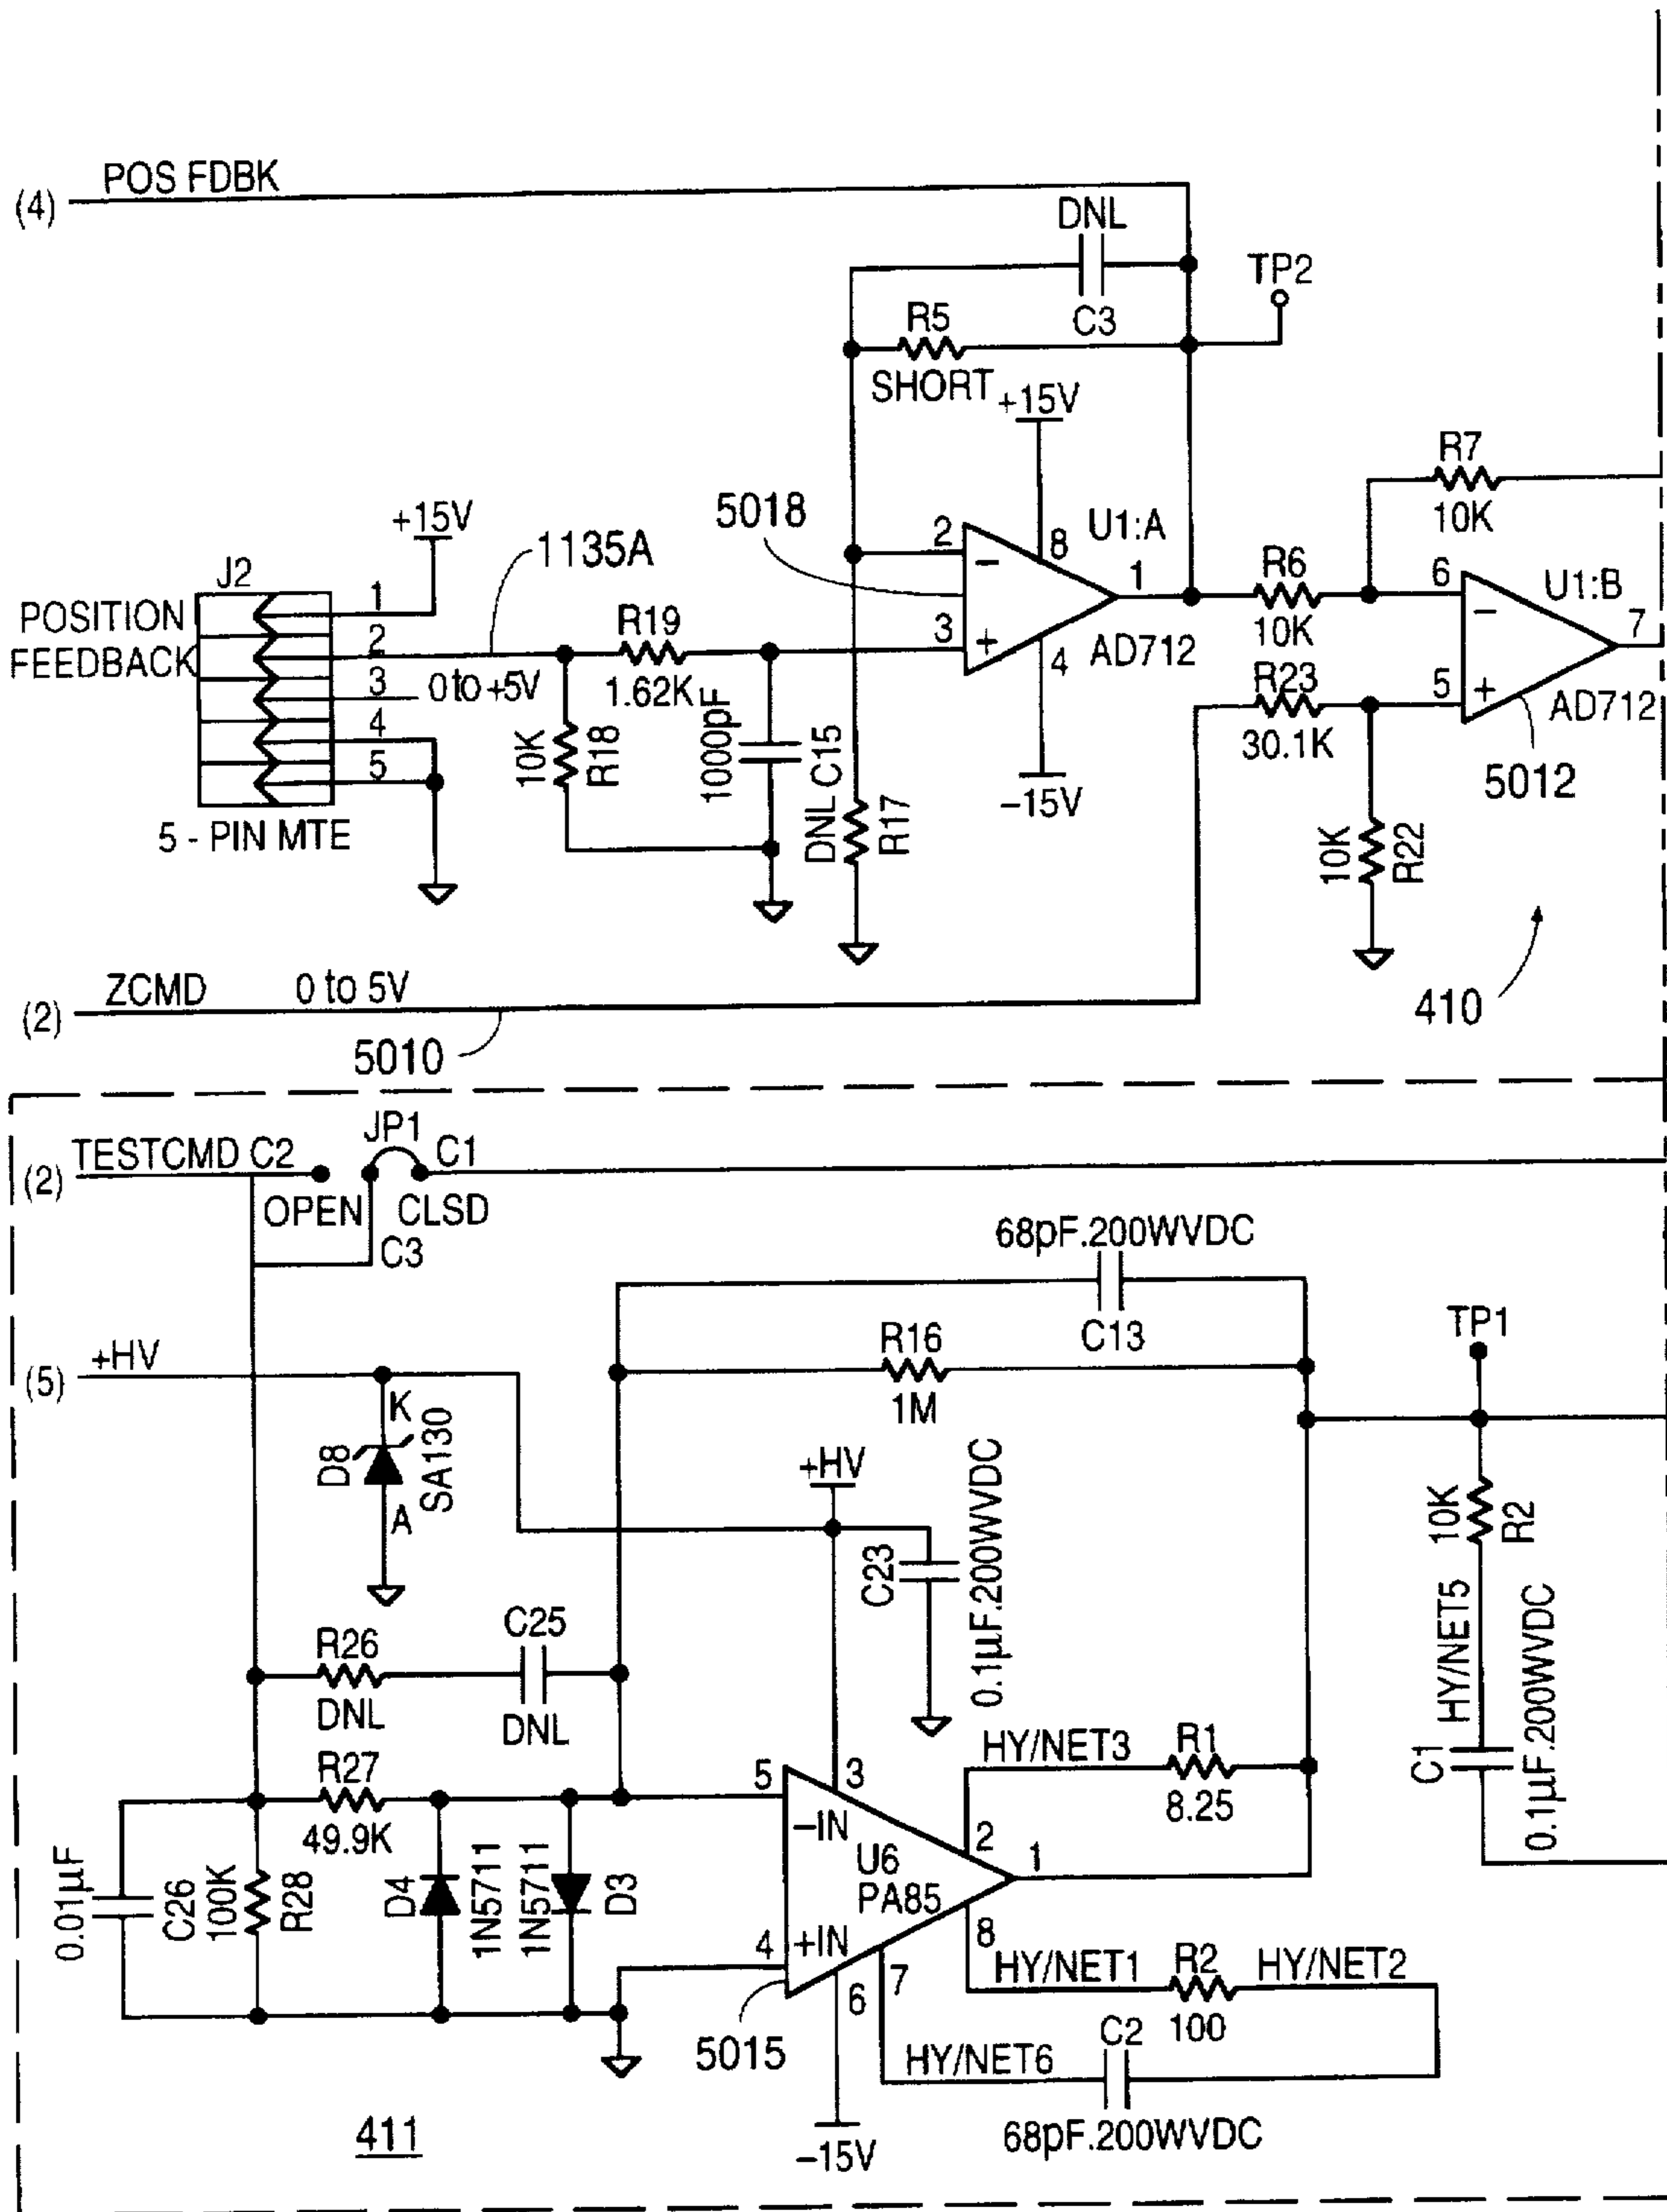 (4) POS FDBK
DNL
C3
TP2
R5
SHORT
+15V
R7
10K
5018
2
8
U1:A
1
−
3
+
4
AD712
−15V
R6
10K
6
U1:B
−
7
R23
5
+
AD712
30.1K
5012
10K
R22
410
+15V
1135A
J2
POSITION
FEEDBACK
1
2
3
4
5
0 to +5V
5 - PIN MTE
R19
1.62K
10K
R18
1000pF
C15
DNL
R17
(2) ZCMD 0 to 5V
5010
JP1
(2) TESTCMD C2
C1
OPEN CLSD
C3
68pF.200WVDC
C13
R16
1M
TP1
(5) +HV
K
D8
SA130
A
+HV
C23
0.1µF.200WVDC
10K
R2
HY/NET5
C1
0.1µF.200WVDC
R26
DNL
C25
DNL
R27
49.9K
HY/NET3
R1
8.25
5
3
−IN
2
U6
1
PA85
8
4
+IN
7
6
0.01µF
C26
100K
R28
D4
1N5711
1N5711
D3
HY/NET1
R2
HY/NET2
100
5015
HY/NET6
C2
68pF.200WVDC
−15V
411